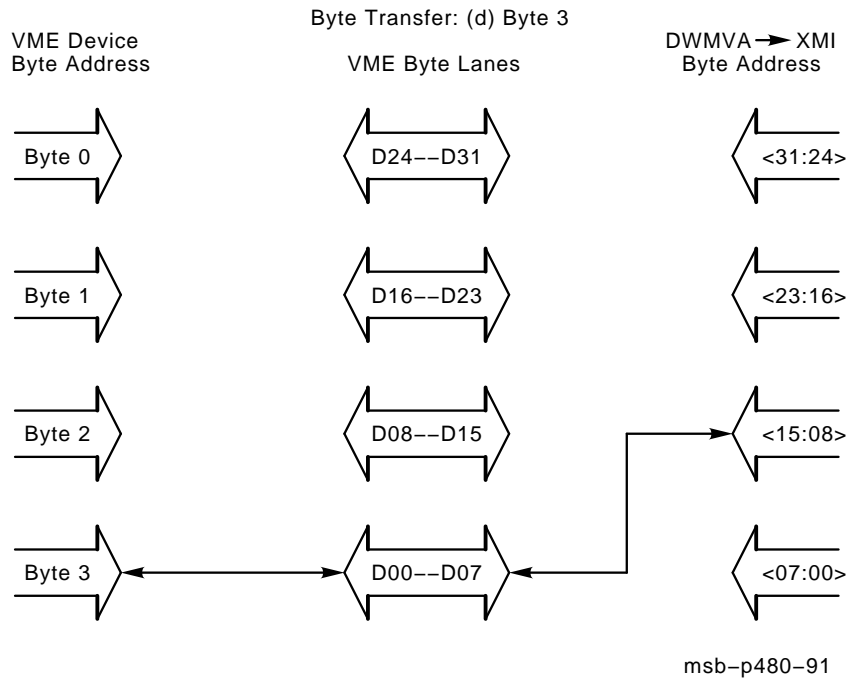 Byte Transfer: (d) Byte 3
VME Device
Byte Address
VME Byte Lanes
DWMVA → XMI
Byte Address
Byte 0
D24--D31
<31:24>
Byte 1
D16--D23
<23:16>
Byte 2
D08--D15
<15:08>
Byte 3
D00--D07
<07:00>
msb-p480-91